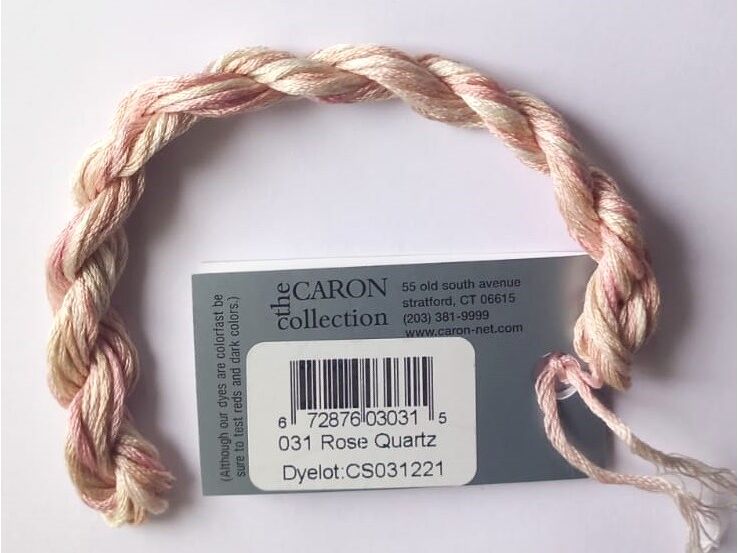 the CARON
collection
55 old south avenue
stratford, CT 06615
(203) 381-9999
www.caron-net.com
(Although our dyes are colorfast be
sure to test reds and dark colors.)
6 72876 03031 5
031 Rose Quartz
Dyelot:CS031221